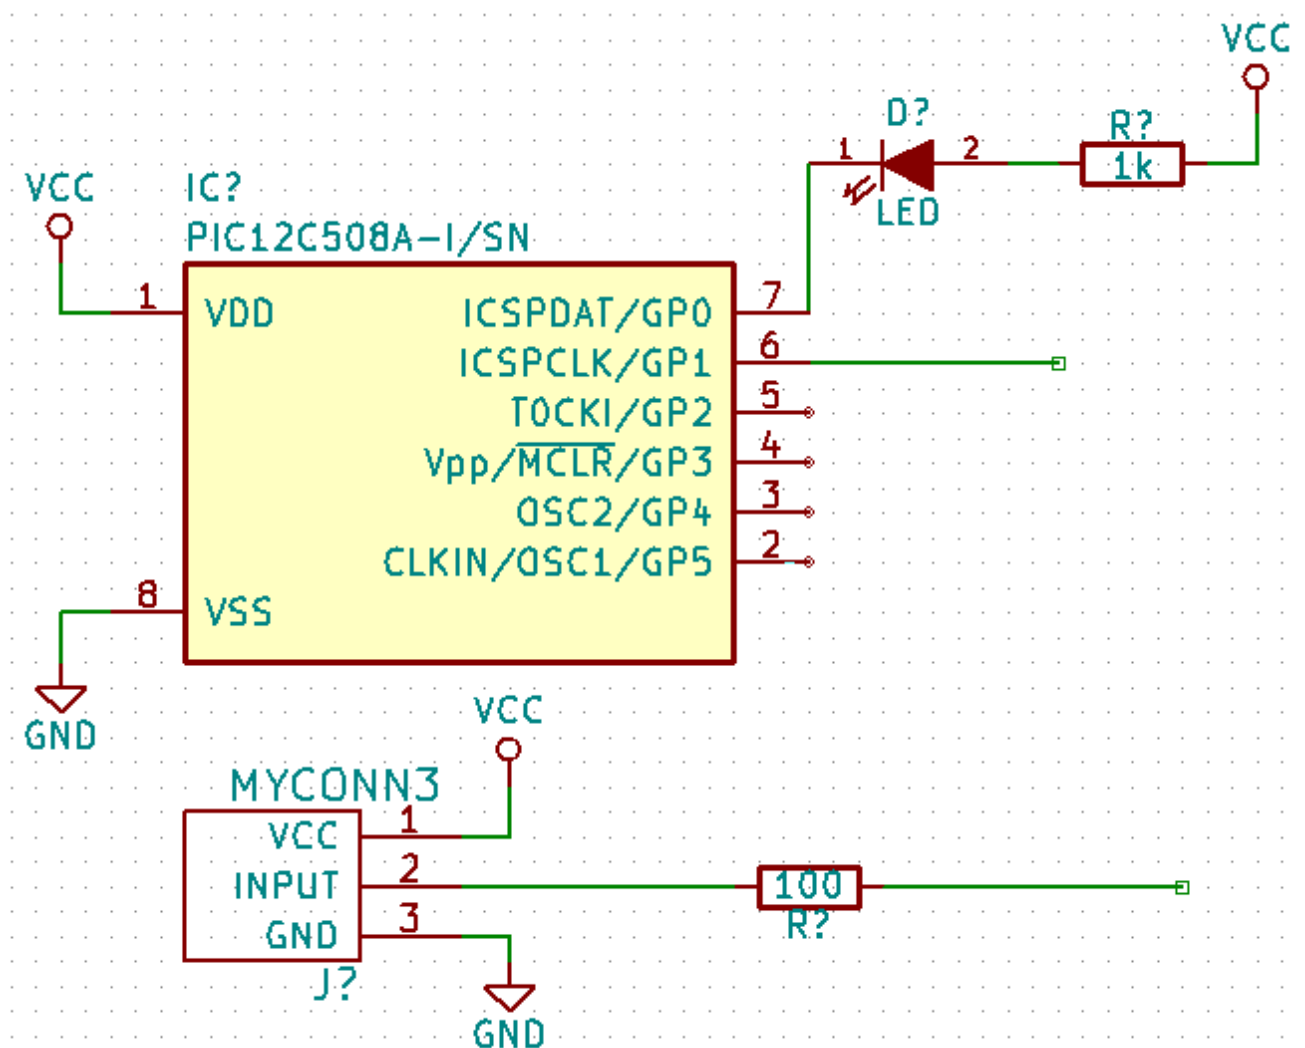 VCC
D?
R?
1 2 1k
LED
VCC
IC?
PIC12C508A-I/SN
1 VDD ICSPDAT/GP0 7
ICSPCLK/GP1 6
T0CKI/GP2 5
Vpp/MCLR/GP3 4
OSC2/GP4 3
CLKIN/OSC1/GP5 2
8 VSS
GND
VCC
MYCONN3
VCC 1
INPUT 2 100
GND 3 R?
J?
GND